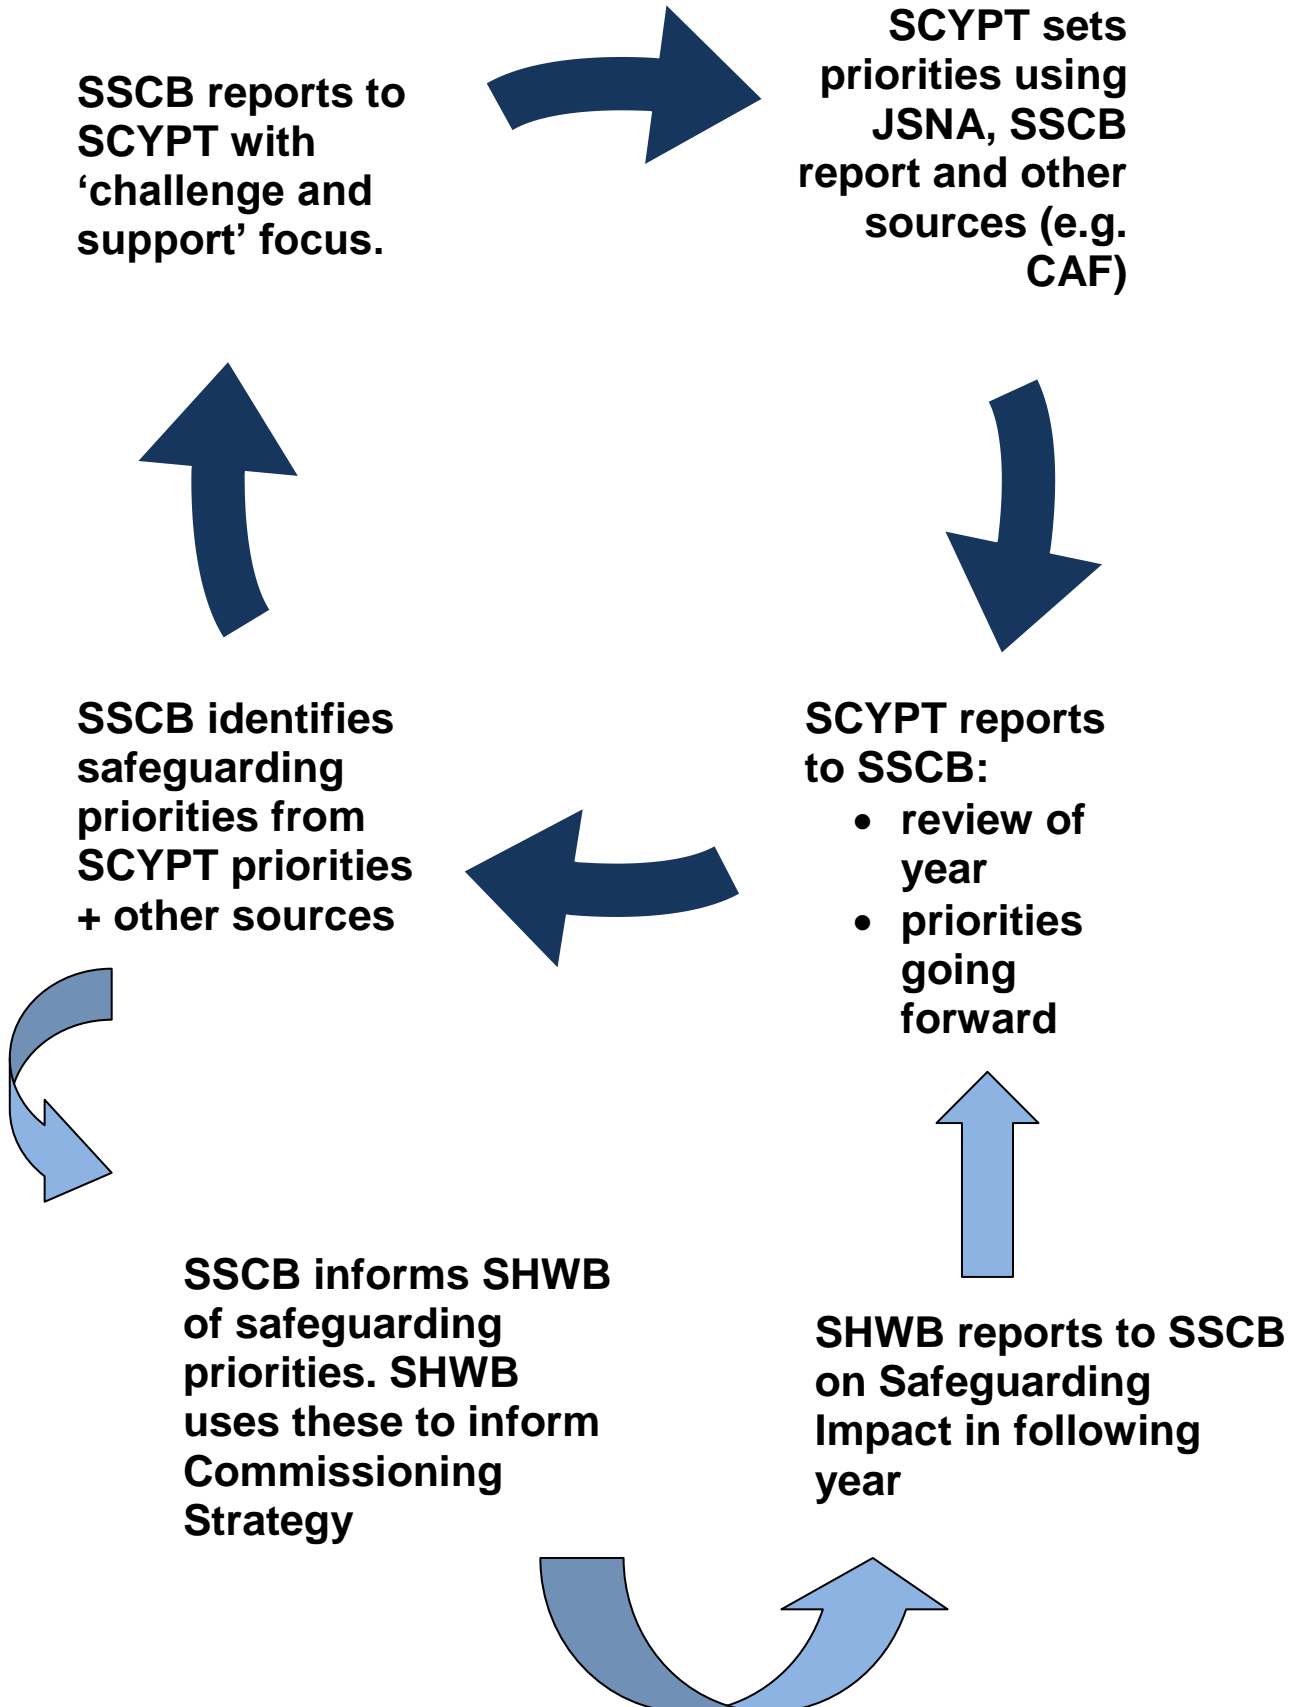 SSCB reports to
SCYPT with
‘challenge and
support’ focus.
SCYPT sets
priorities using
JSNA, SSCB
report and other
sources (e.g.
CAF)
SSCB identifies
safeguarding
priorities from
SCYPT priorities
+ other sources
SCYPT reports
to SSCB:
• review of
year
• priorities
going
forward
SSCB informs SHWB
of safeguarding
priorities. SHWB
uses these to inform
Commissioning
Strategy
SHWB reports to SSCB
on Safeguarding
Impact in following
year